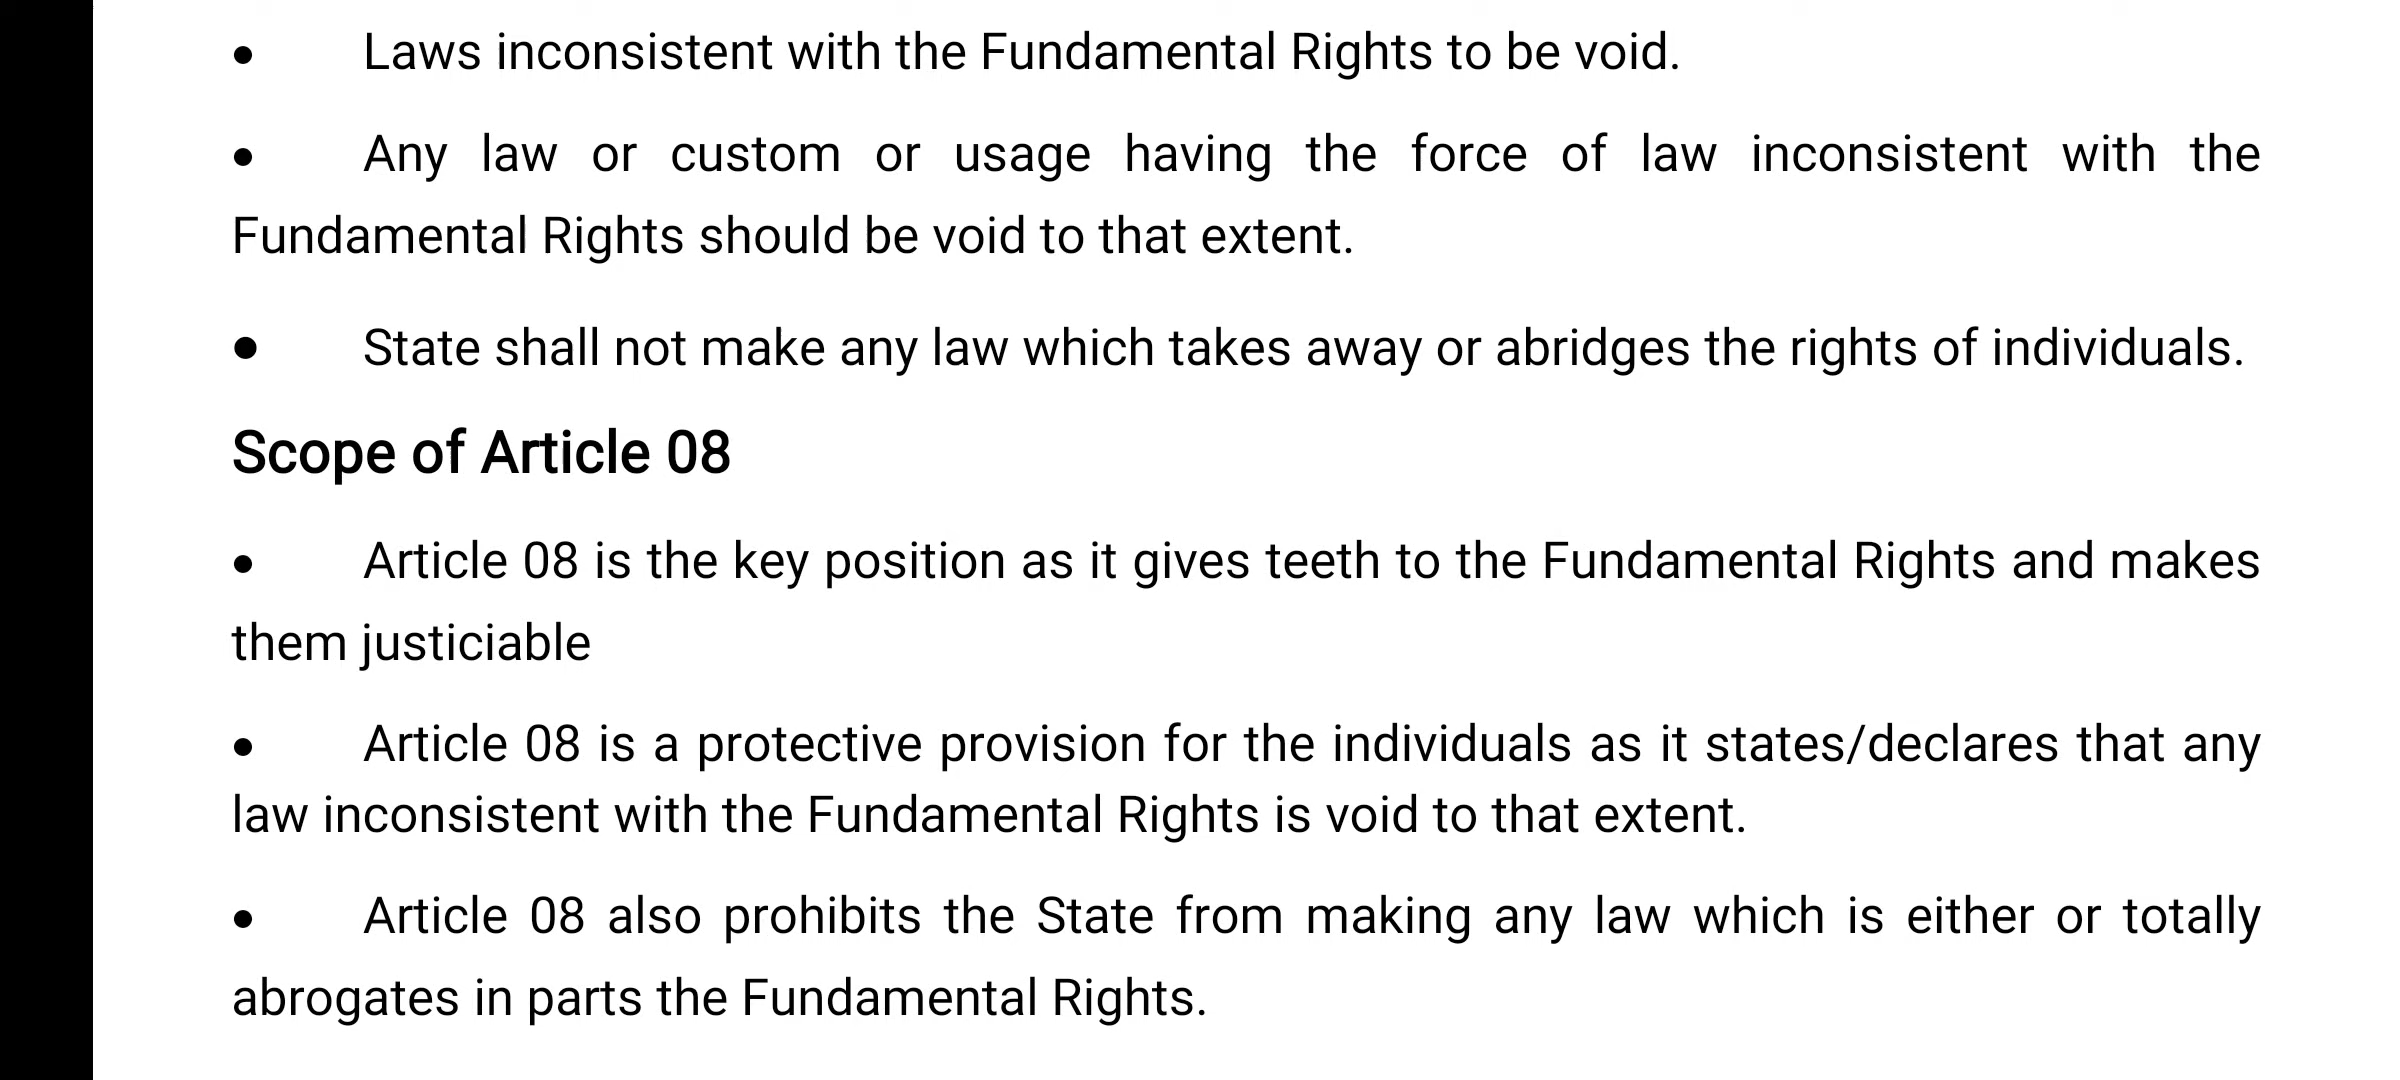 • Laws inconsistent with the Fundamental Rights to be void.
• Any law or custom or usage having the force of law inconsistent with the
Fundamental Rights should be void to that extent.
• State shall not make any law which takes away or abridges the rights of individuals.
Scope of Article 08
• Article 08 is the key position as it gives teeth to the Fundamental Rights and makes
them justiciable
• Article 08 is a protective provision for the individuals as it states/declares that any
law inconsistent with the Fundamental Rights is void to that extent.
• Article 08 also prohibits the State from making any law which is either or totally
abrogates in parts the Fundamental Rights.